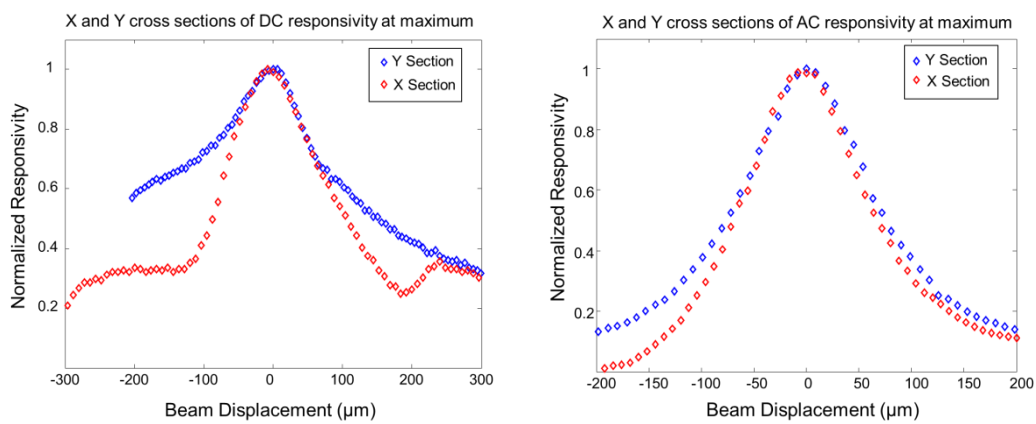 X and Y cross sections of DC responsivity at maximum
Normalized Responsivity
1
0.8
0.6
0.4
0.2
Y Section
X Section
-300
-200
-100
0
100
200
300
Beam Displacement (µm)
X and Y cross sections of AC responsivity at maximum
Normalized Responsivity
1
0.8
0.6
0.4
0.2
Y Section
X Section
-200
-150
-100
-50
0
50
100
150
200
Beam Displacement (µm)